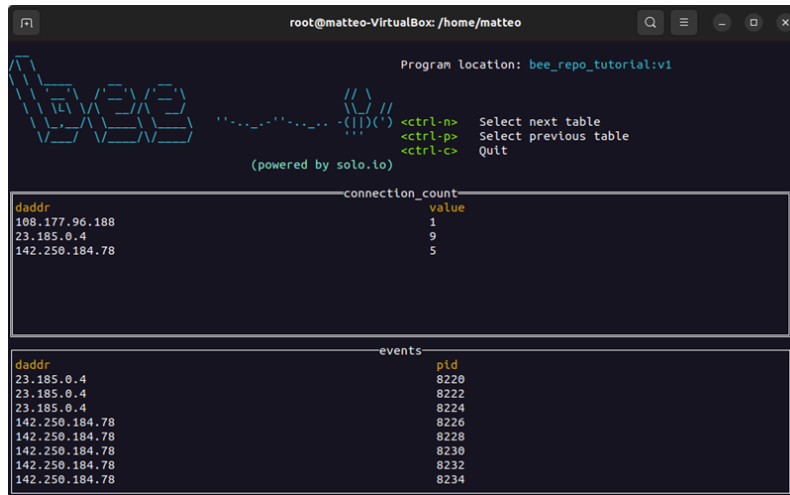 root@matteo-VirtualBox: /home/matteo
Program location: bee_repo_tutorial:v1
<ctrl-n> Select next table
<ctrl-p> Select previous table
<ctrl-c> Quit
(powered by solo.io)
connection_count
daddr value
108.177.96.188 1
23.185.0.4 9
142.250.184.78 5
events
daddr pid
23.185.0.4 8220
23.185.0.4 8222
23.185.0.4 8224
142.250.184.78 8226
142.250.184.78 8228
142.250.184.78 8230
142.250.184.78 8232
142.250.184.78 8234